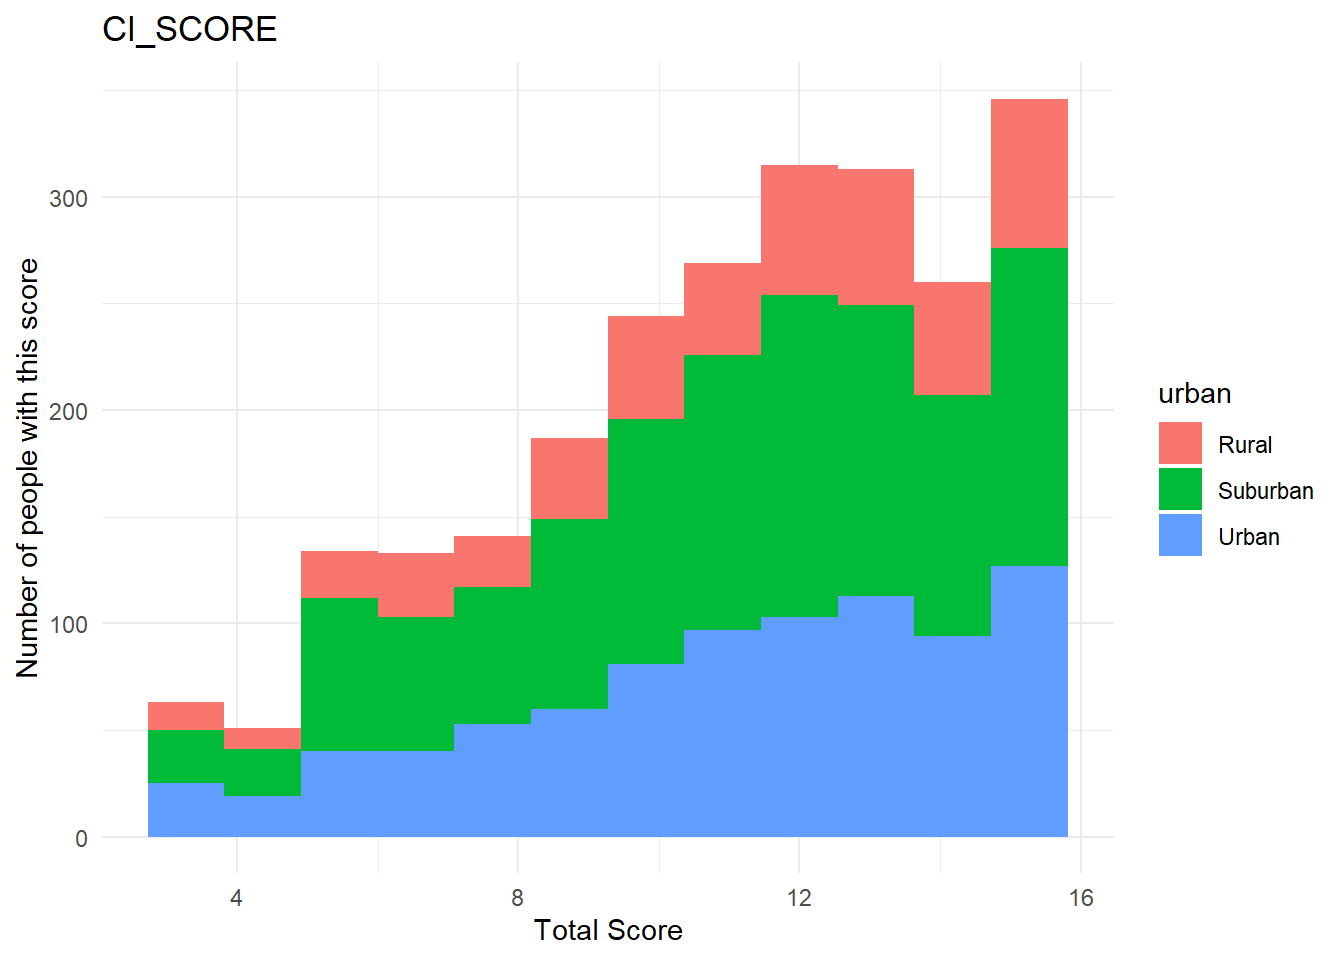 CI_SCORE
Number of people with this score
300
200
100
0
4
8
12
16
Total Score
urban
Rural
Suburban
Urban